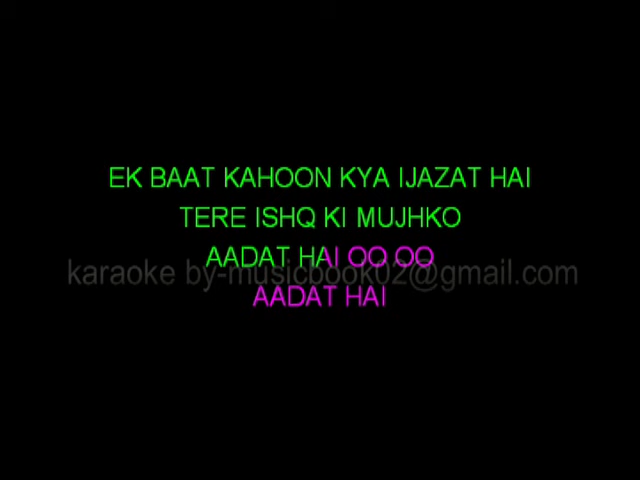 EK BAAT KAHOON KYA IJAZAT HAI
TERE ISHQ KI MUJHKO
AADAT HAI OO OO
karaoke by-musicbook02@gmail.com
AADAT HAI